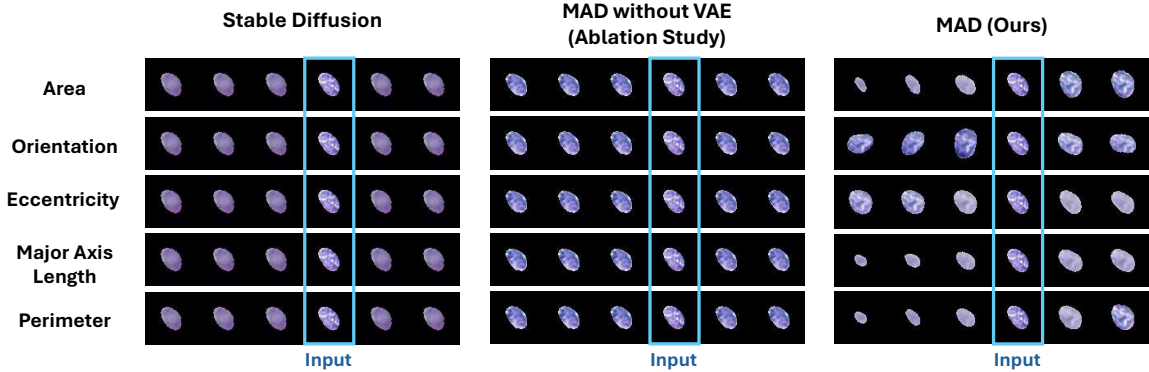 Stable Diffusion
MAD without VAE
(Ablation Study)
MAD (Ours)
Area
Orientation
Eccentricity
Major Axis
Length
Perimeter
Input
Input
Input